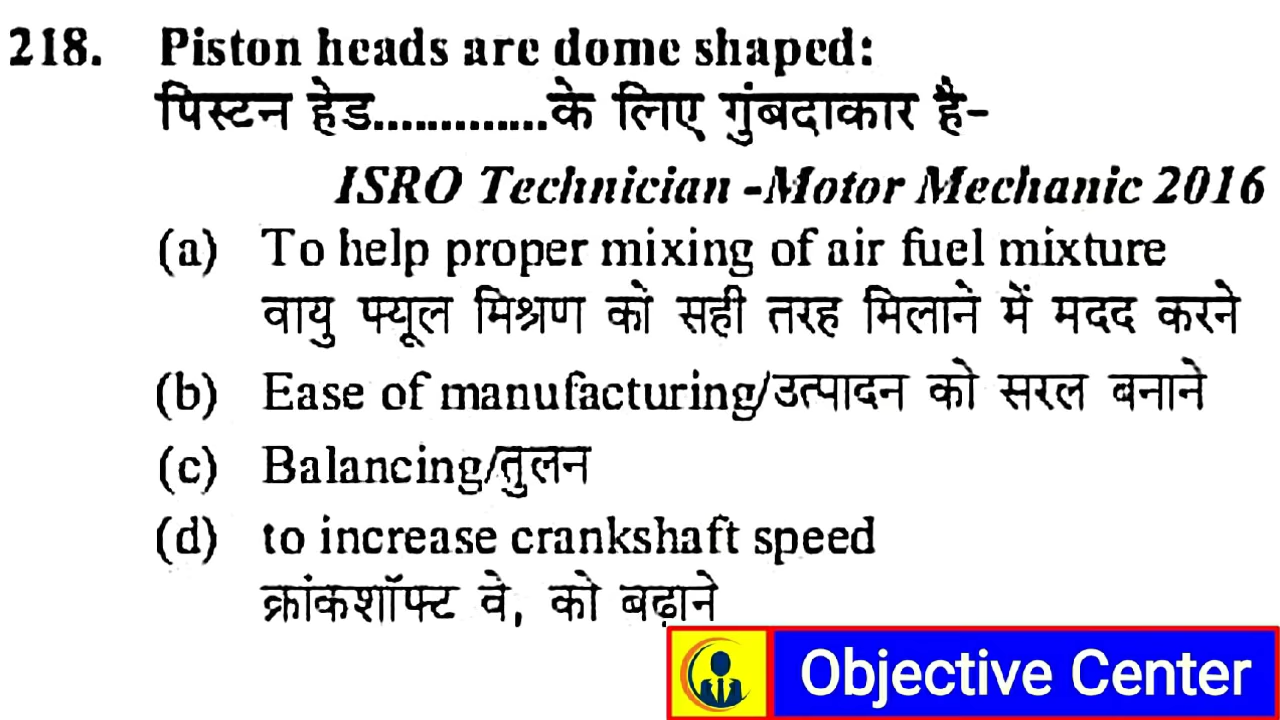 218. Piston heads are dome shaped:
पिस्टन हेड.............के लिए गुंबदाकार है-
ISRO Technician -Motor Mechanic 2016
(a) To help proper mixing of air fuel mixture
वायु फ्यूल मिश्रण को सही तरह मिलाने में मदद करने
(b) Ease of manufacturing/उत्पादन को सरल बनाने
(c) Balancing/तुलन
(d) to increase crankshaft speed
क्रांकशॉफ्ट वे, को बढ़ाने
Objective Center